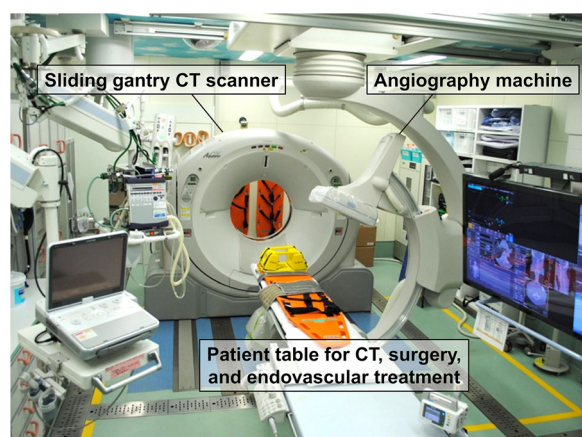 Sliding gantry CT scanner
Angiography machine
Patient table for CT, surgery,
and endovascular treatment